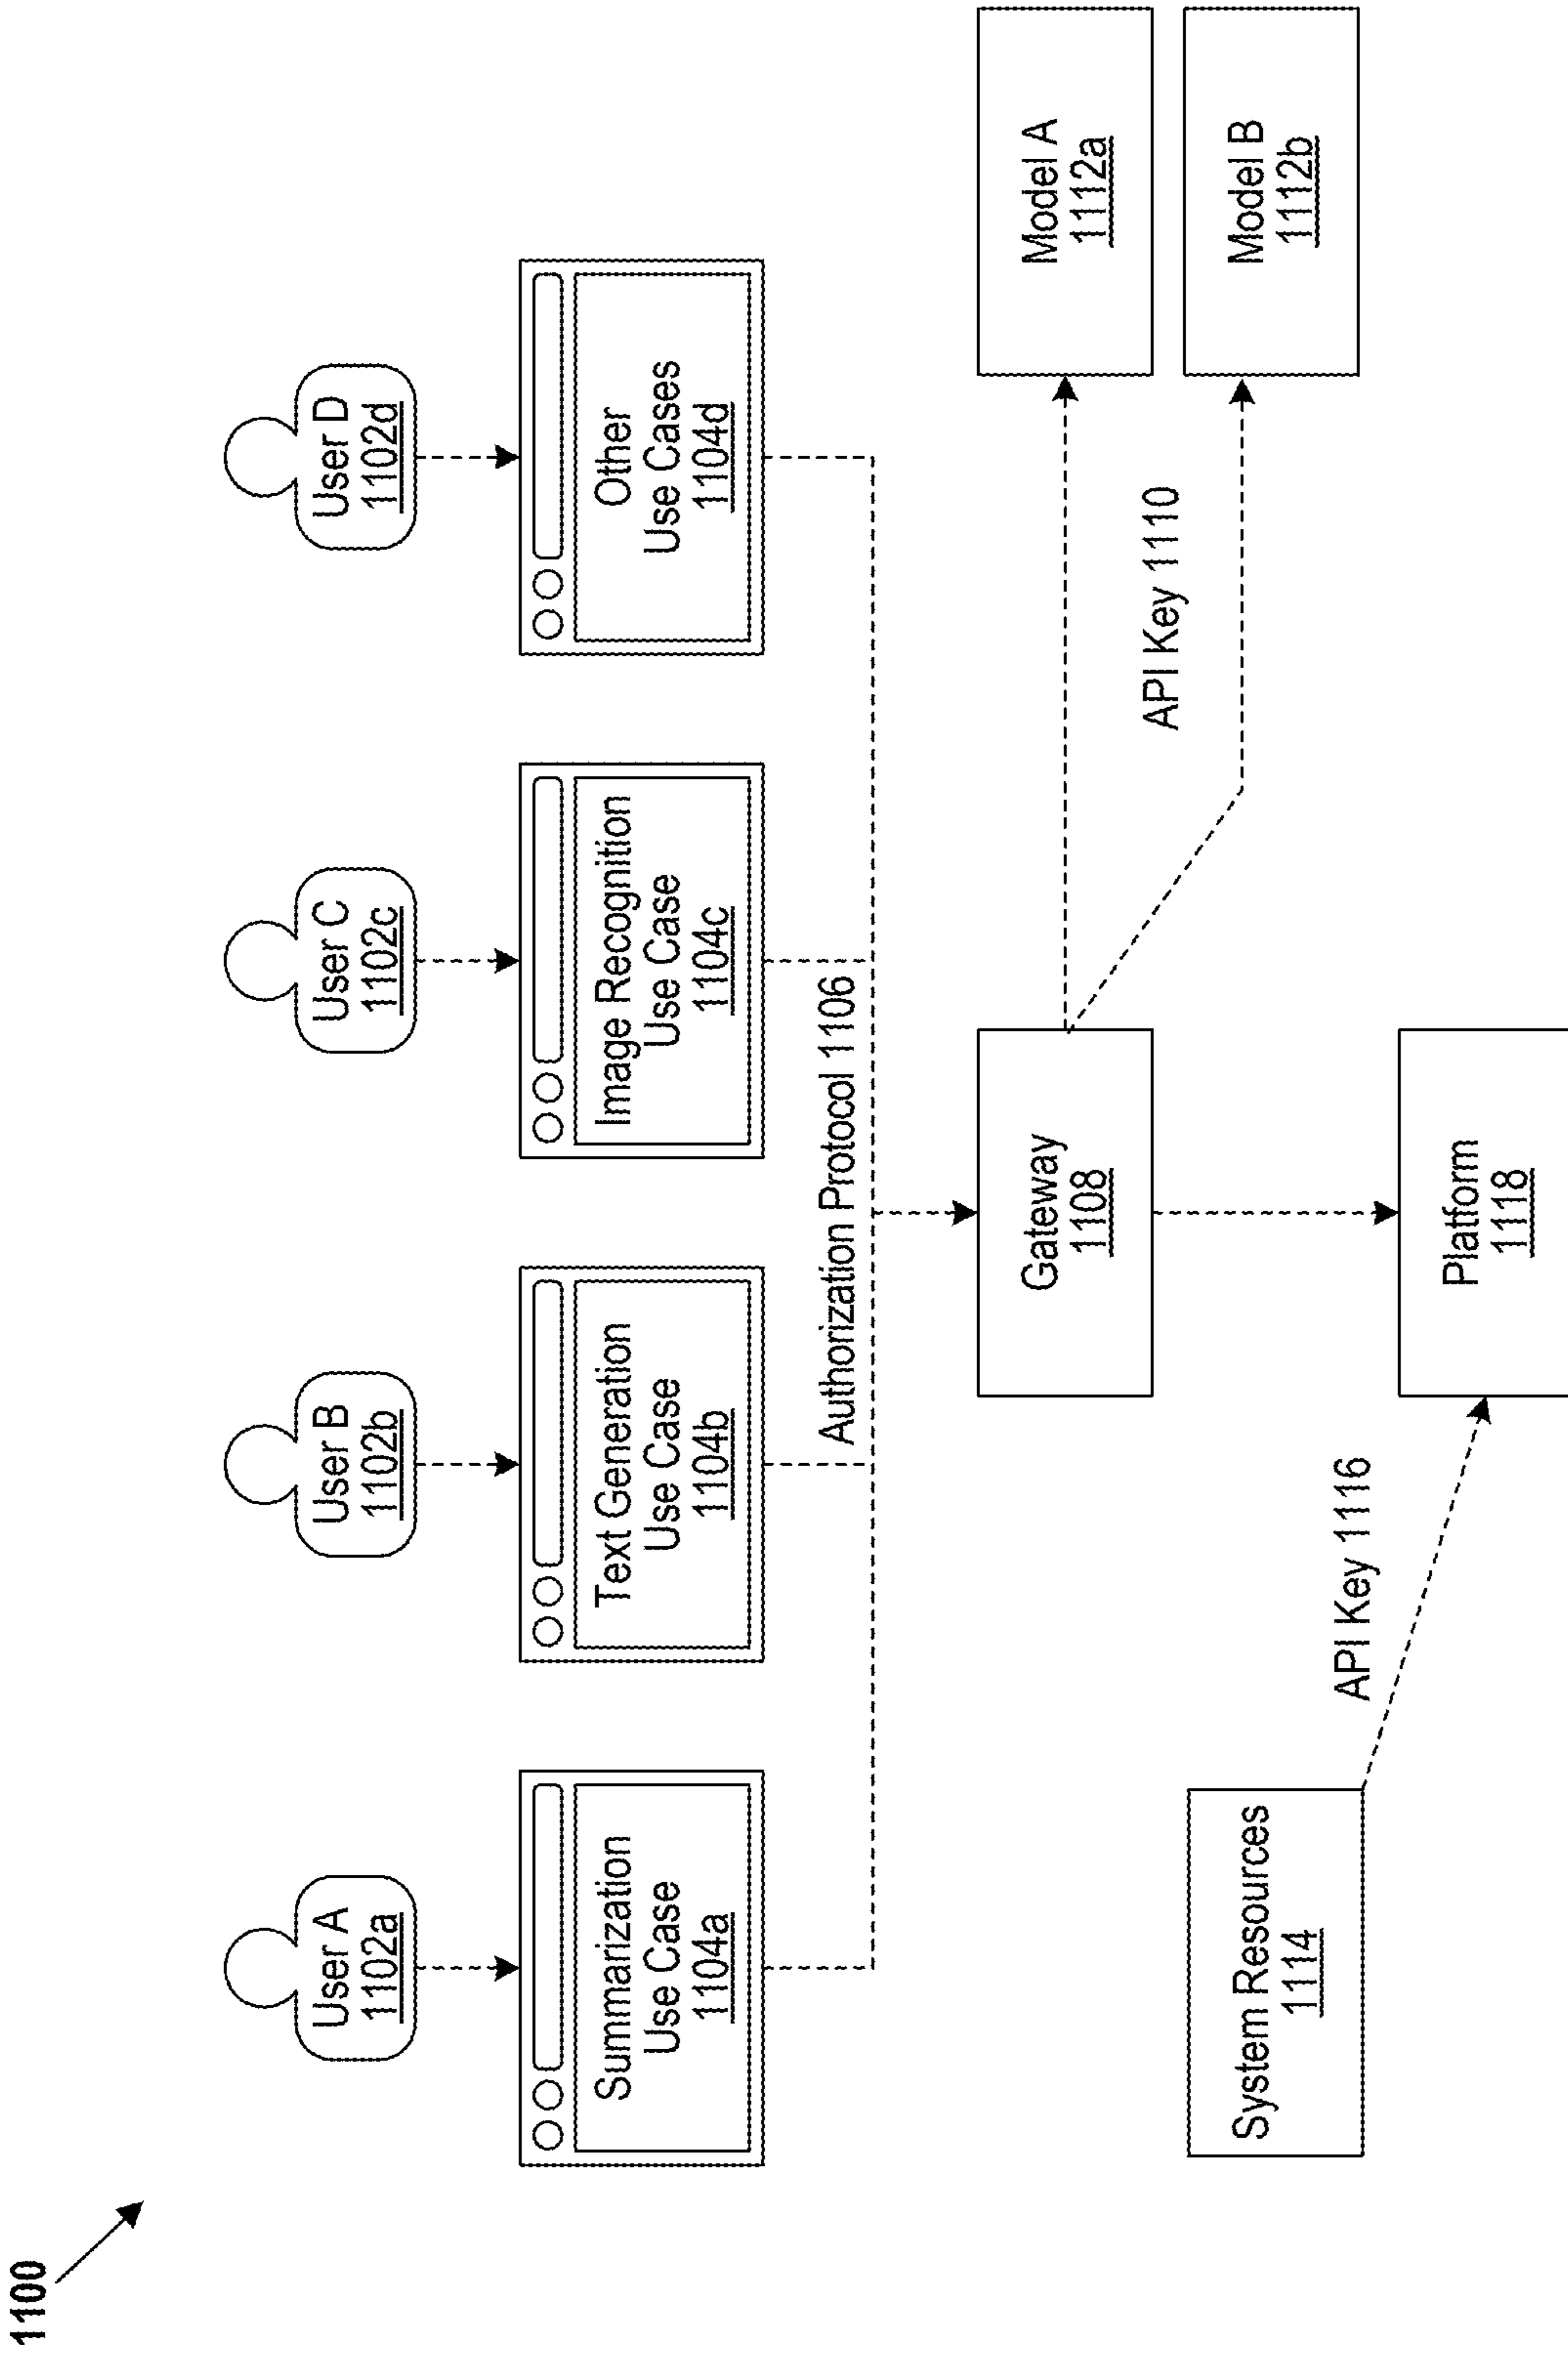 1100
User A
1102a
User B
1102b
User C
1102c
User D
1102d
Summarization
Use Case
1104a
Text Generation
Use Case
1104b
Image Recognition
Use Case
1104c
Other
Use Cases
1104d
Authorization Protocol 1106
Gateway
1108
API Key 1110
Model A
1112a
Model B
1112b
System Resources
1114
API Key 1116
Platform
1118